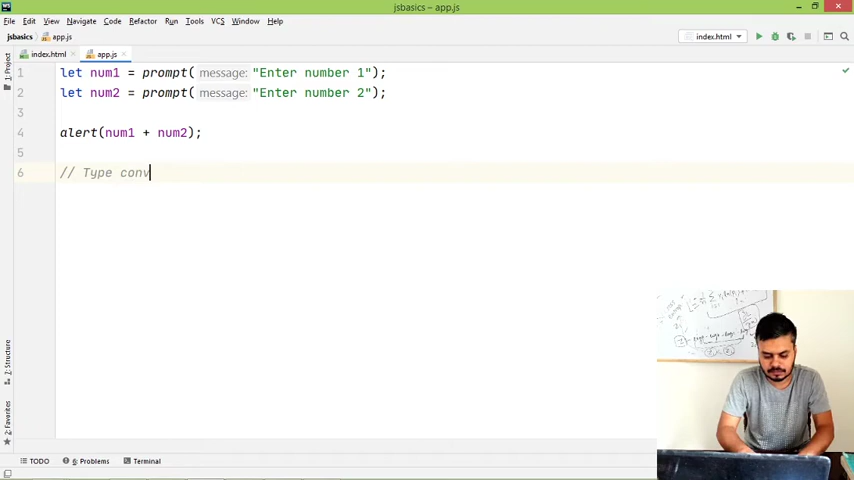 jsbasics – app.js
File Edit View Navigate Code Refactor Run Tools VCS Window Help
jsbasics app.js index.html
index.html app.js
1: Project
1 let num1 = prompt( message: "Enter number 1");
2 let num2 = prompt( message: "Enter number 2");
3
4 alert(num1 + num2);
5
6 // Type conv
Z: Structure
2: Favorites
TODO 6: Problems Terminal